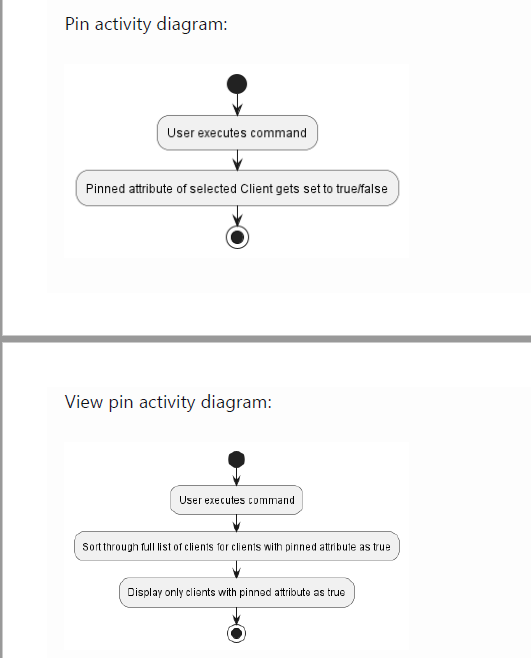 Pin activity diagram:
User executes command
Pinned attribute of selected Client gets set to true/false
View pin activity diagram:
User executes command
Sort through full list of clients for clients with pinned attribute as true
Display only clients with pinned attribute as true